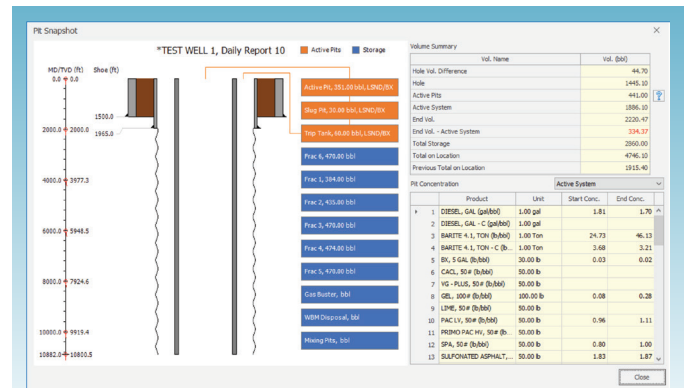 Pit Snapshot
*TEST WELL 1, Daily Report 10
Active Pits Storage
MD/TVD (ft) Shoe (ft)
0.0 0.0
1500.0
2000.0 2000.0 1965.0
4000.0 3977.3
6000.0 5948.5
8000.0 7924.6
10000.0 9919.4
10882.0 10800.5
Active Pit, 351.00 bbl, LSND/BX
Slug Pit, 30.00 bbl, LSND/BX
Trip Tank, 60.00 bbl, LSND/BX
Frac 6, 470.00 bbl
Frac 1, 304.00 bbl
Frac 2, 435.00 bbl
Frac 3, 470.00 bbl
Frac 4, 474.00 bbl
Frac 5, 470.00 bbl
Gas Buster, bbl
WBM Disposal, bbl
Mixing Pits, bbl
Volume Summary
Vol. Name Vol. (bbl)
Hole Vol. Difference 44.70
Hole 1445.10
Active Pits 441.00
Active System 1886.10
End Vol. 2220.47
End Vol. - Active System 334.37
Total Storage 2860.00
Total on Location 4746.10
Previous Total on Location 1915.40
Pit Concentration Active System
Product Unit Start Conc. End Conc.
1 DIESEL, GAL (gal/bbl) 1.00 gal 1.81 1.70
2 DIESEL, GAL - C (gal/bbl) 1.00 gal
3 BARITE 4.1, TON (lb/bbl) 1.00 Ton 24.73 46.13
4 BARITE 4.1, TON - C (lb... 1.00 Ton 3.68 3.21
5 BX, 5 GAL (lb/bbl) 30.00 lb 0.03 0.02
6 CACL, 50# (lb/bbl) 50.00 lb
7 VG - PLUS, 50# (lb/bbl) 50.00 lb
8 GEL, 100# (lb/bbl) 100.00 lb 0.08 0.28
9 LIME, 50# (lb/bbl) 50.00 lb
10 PAC LV, 50# (lb/bbl) 50.00 lb 0.96 1.11
11 PRIMO PAC HV, 50# (lb... 50.00 lb
12 SPA, 50# (lb/bbl) 50.00 lb 0.80 1.00
13 SULFONATED ASPHALT,... 50.00 lb 1.83 1.87
Close